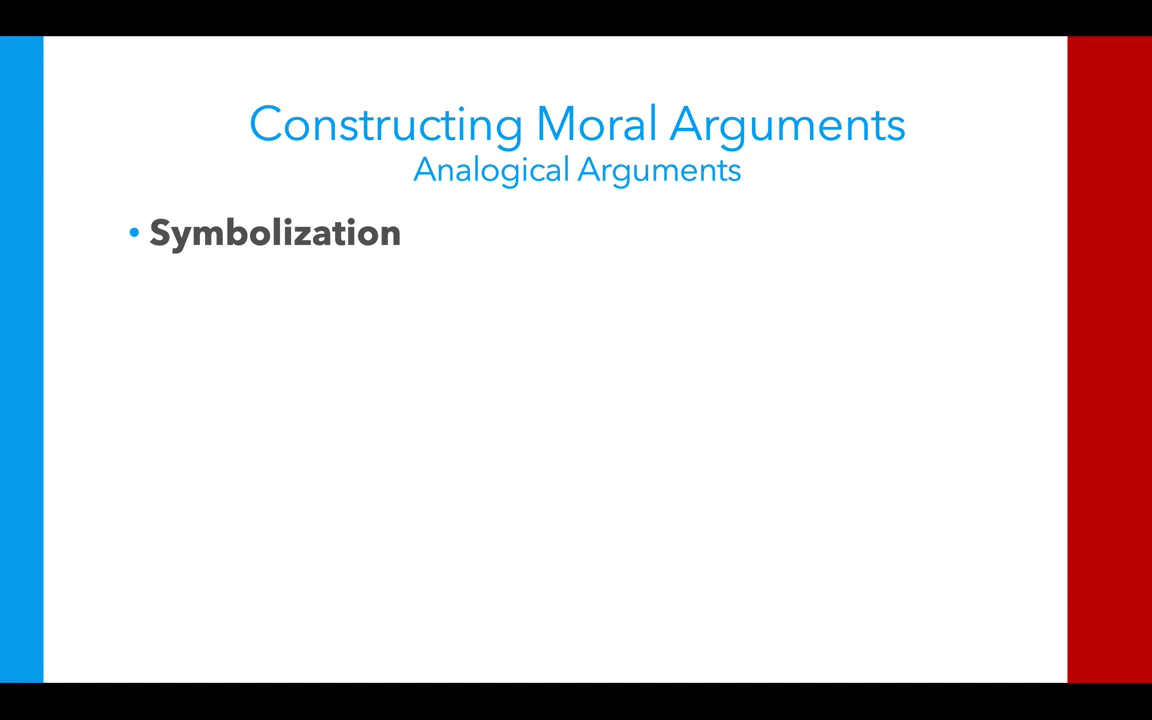 Constructing Moral Arguments
Analogical Arguments
• Symbolization